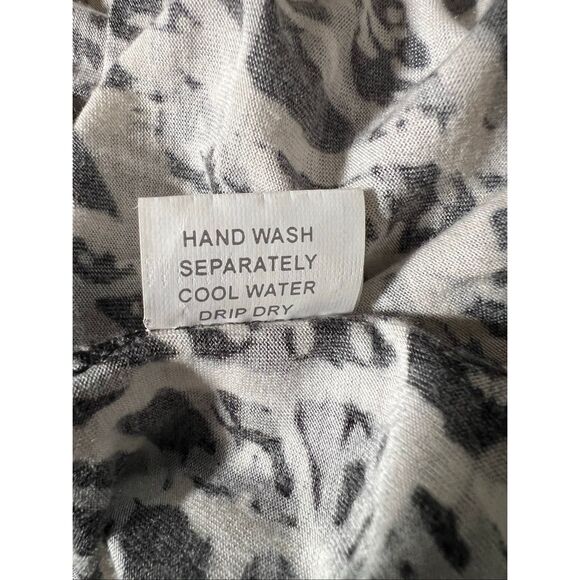 HAND WASH
SEPARATELY
COOL WATER
DRIP DRY